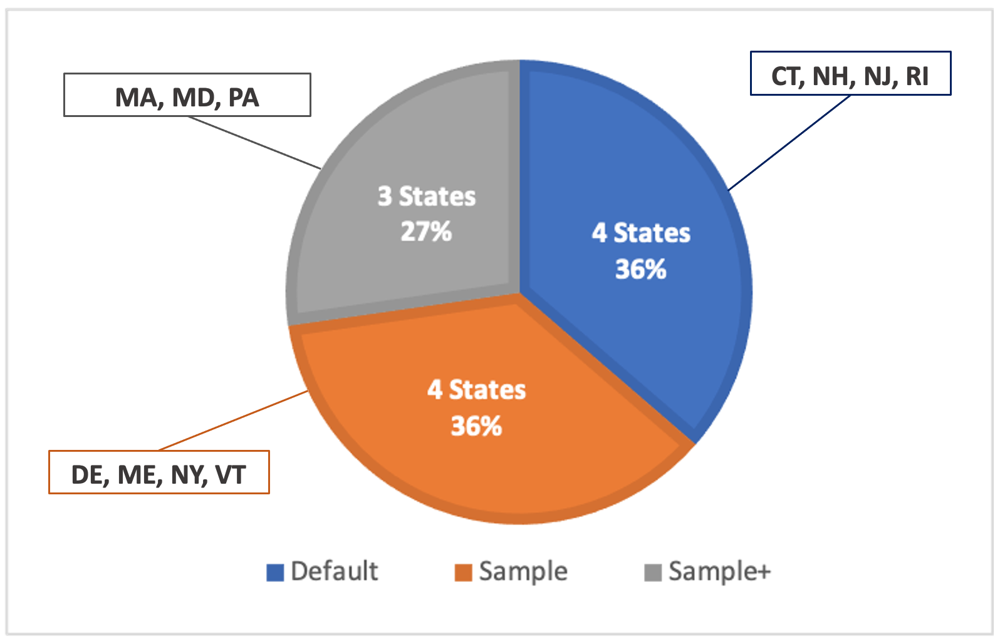 CT, NH, NJ, RI
MA, MD, PA
3 States
27%
4 States
36%
4 States
36%
DE, ME, NY, VT
Default
Sample
Sample+